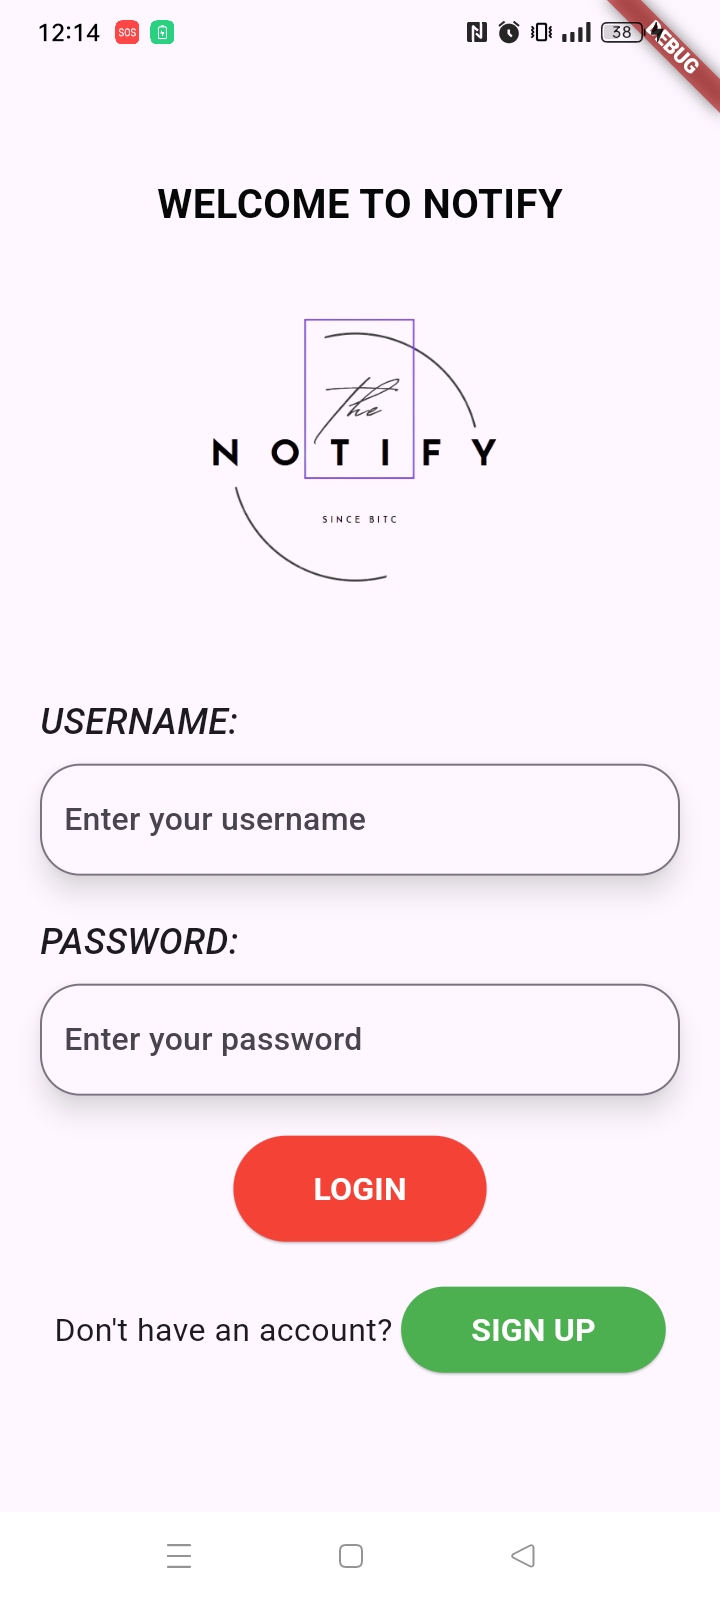 12:14 SOS 38
DEBUG
WELCOME TO NOTIFY
the
NOTIFY
SINCE BITC
USERNAME:
Enter your username
PASSWORD:
Enter your password
LOGIN
Don't have an account? SIGN UP